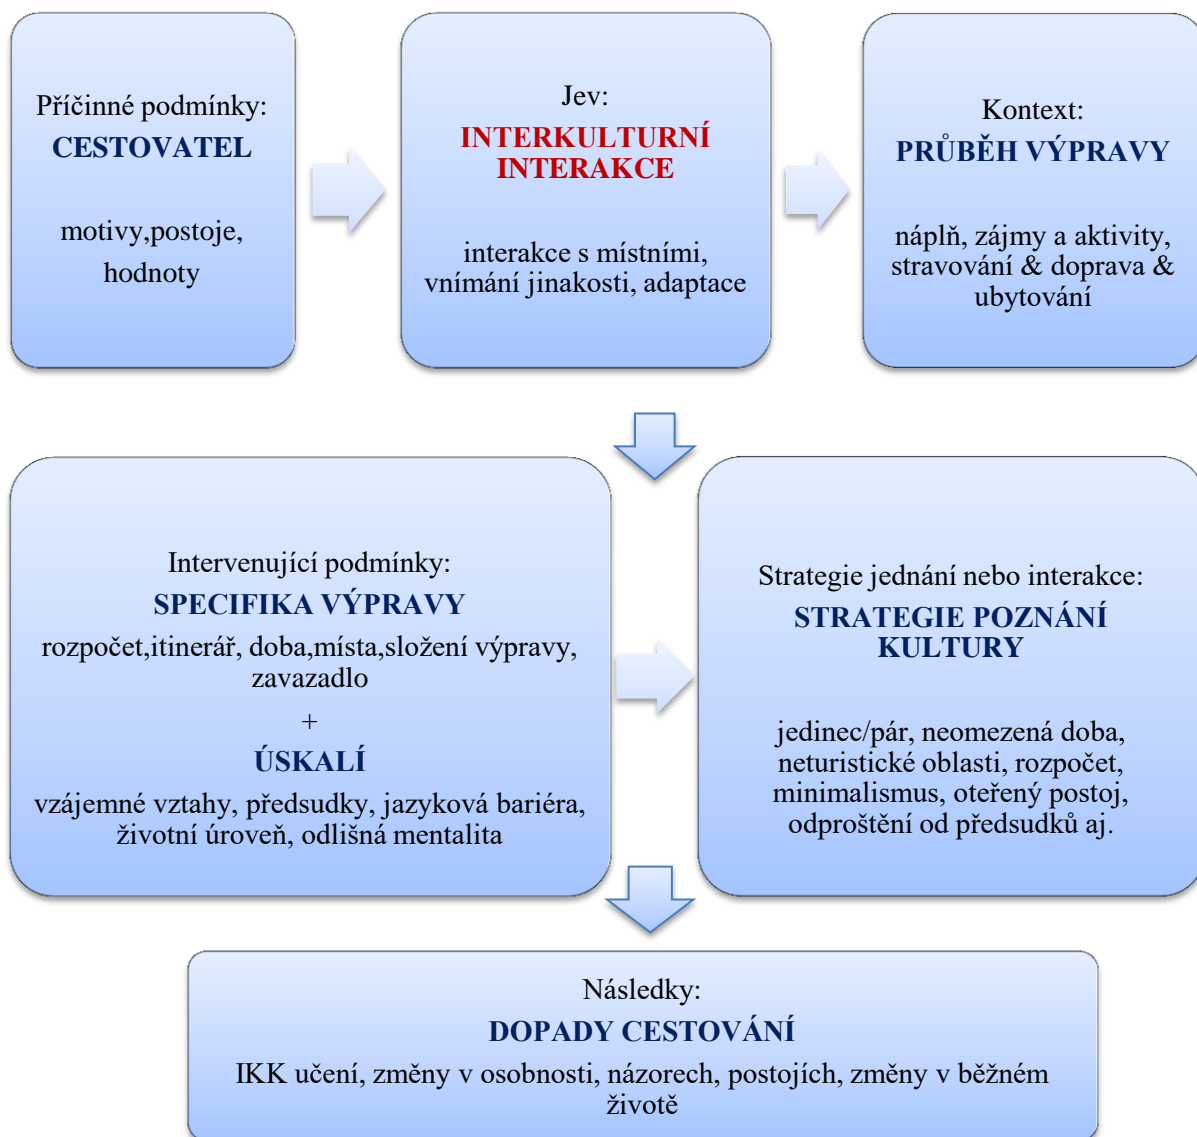 Příčinné podmínky:
CESTOVATEL
motivy,postoje,
hodnoty
Jev:
INTERKULTURNÍ
INTERAKCE
interakce s místními,
vnímání jinakosti, adaptace
Kontext:
PRŮBĚH VÝPRAVY
náplň, zájmy a aktivity,
stravování & doprava &
ubytování
Intervenující podmínky:
SPECIFIKA VÝPRAVY
rozpočet,itinerář, doba,místa,složení výpravy,
zavazadlo
+
ÚSKALÍ
vzájemné vztahy, předsudky, jazyková bariéra,
životní úroveň, odlišná mentalita
Strategie jednání nebo interakce:
STRATEGIE POZNÁNÍ
KULTURY
jedinec/pár, neomezená doba,
neturistické oblasti, rozpočet,
minimalismus, oteřený postoj,
odproštění od předsudků aj.
Následky:
DOPADY CESTOVÁNÍ
IKK učení, změny v osobnosti, názorech, postojích, změny v běžném
životě